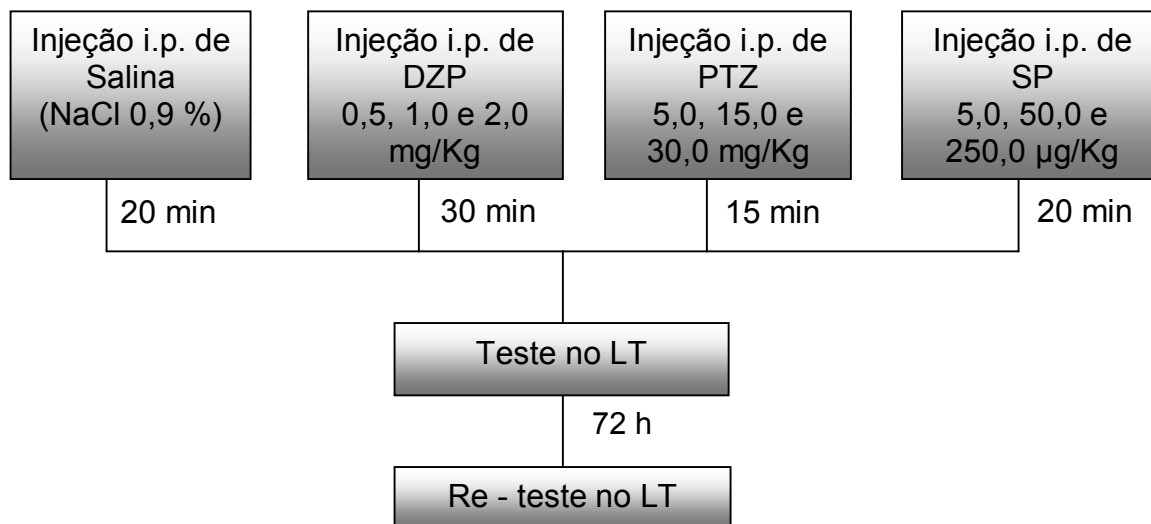 Injeção i.p. de
Salina
(NaCl 0,9 %)
Injeção i.p. de
DZP
0,5, 1,0 e 2,0
mg/Kg
Injeção i.p. de
PTZ
5,0, 15,0 e
30,0 mg/Kg
Injeção i.p. de
SP
5,0, 50,0 e
250,0 µg/Kg
20 min
30 min
15 min
20 min
Teste no LT
72 h
Re - teste no LT